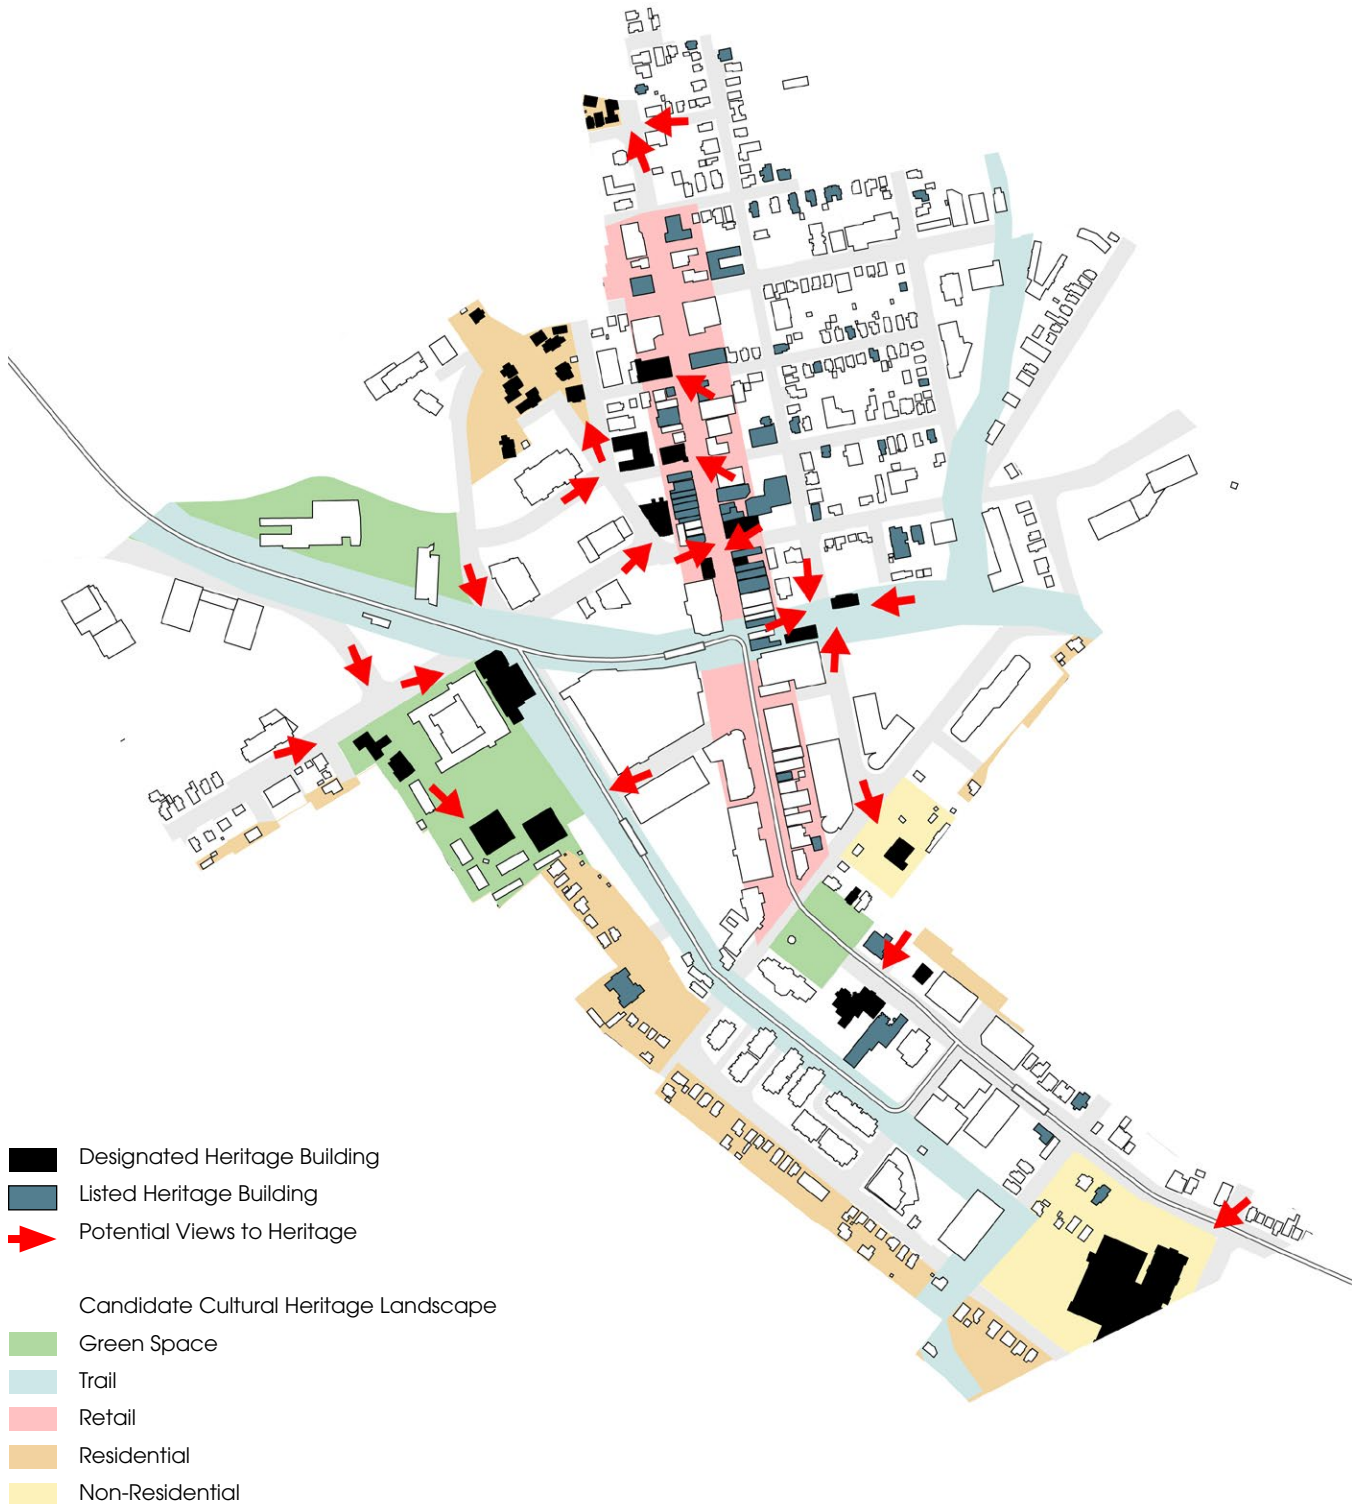 Designated Heritage Building
Listed Heritage Building
Potential Views to Heritage
Candidate Cultural Heritage Landscape
Green Space
Trail
Retail
Residential
Non-Residential